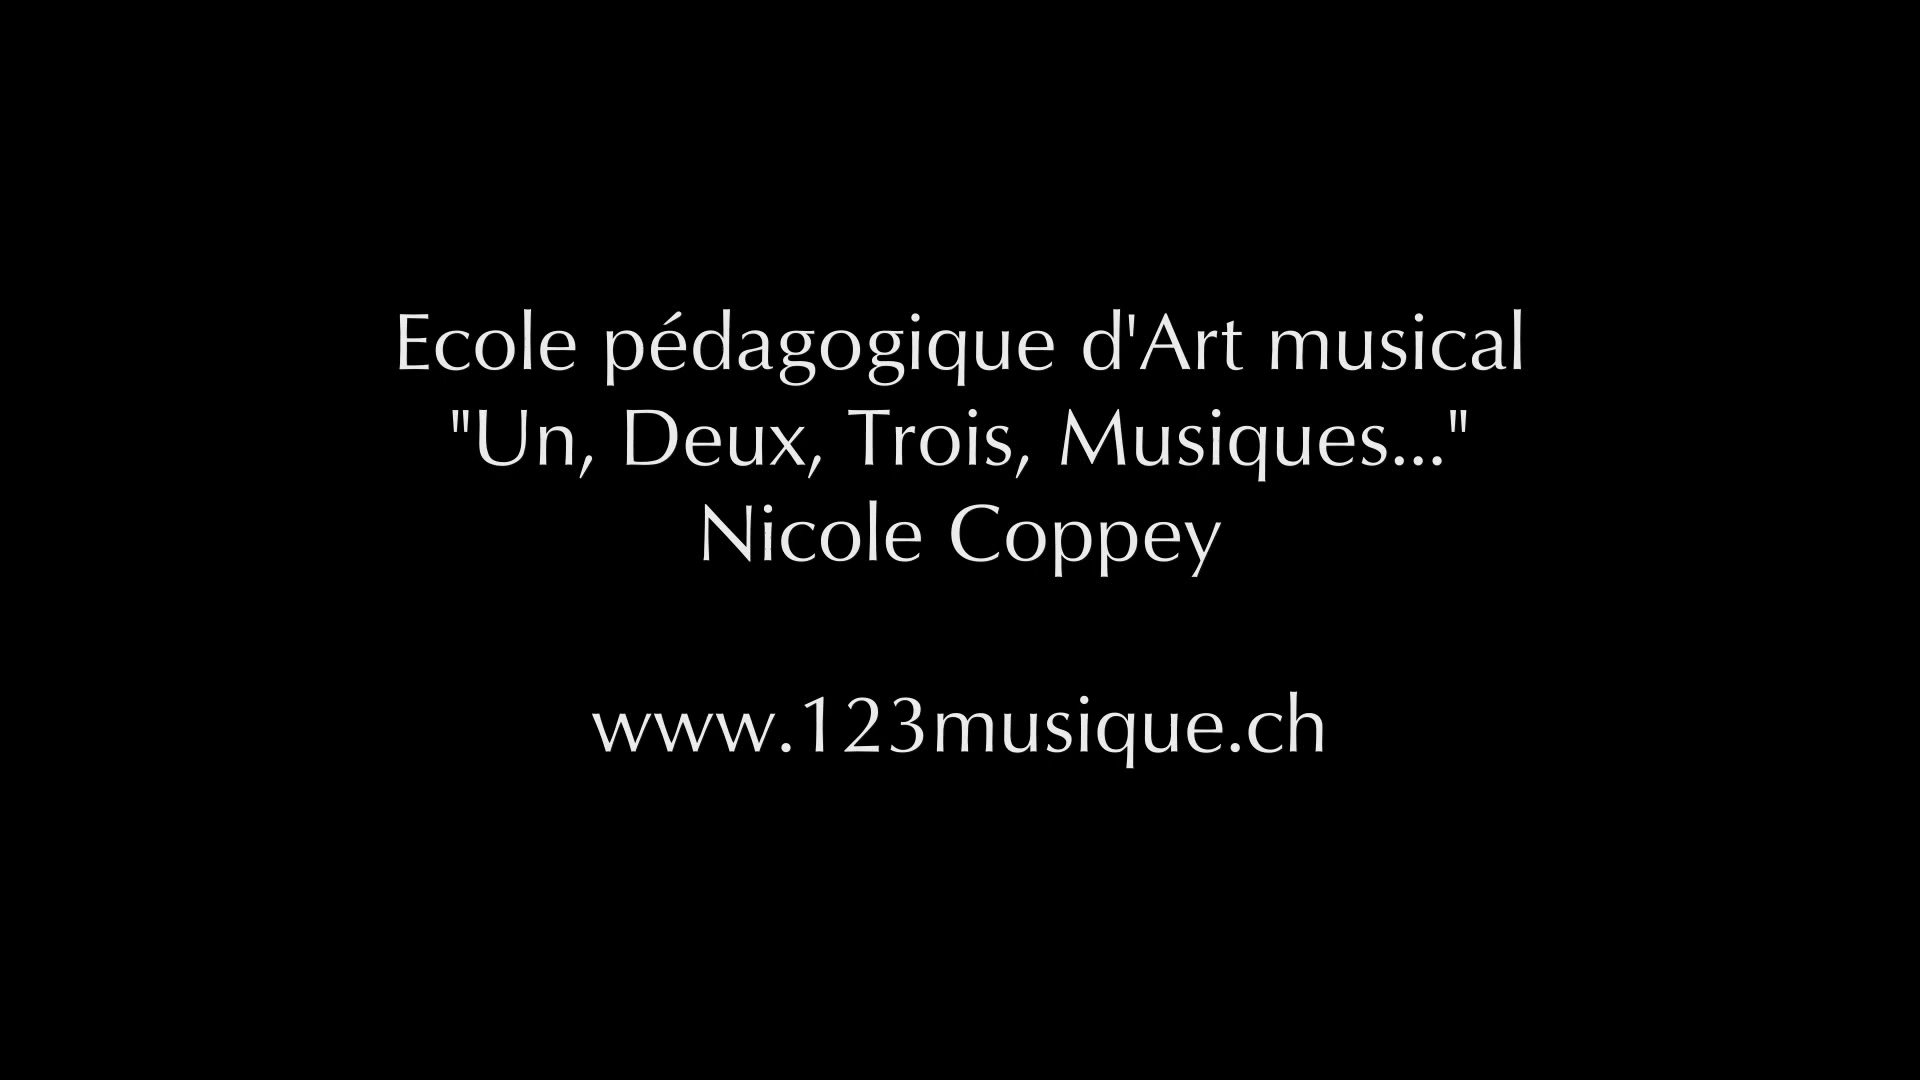 Ecole pédagogique d'Art musical
"Un, Deux, Trois, Musiques..."
Nicole Coppey
www.123musique.ch